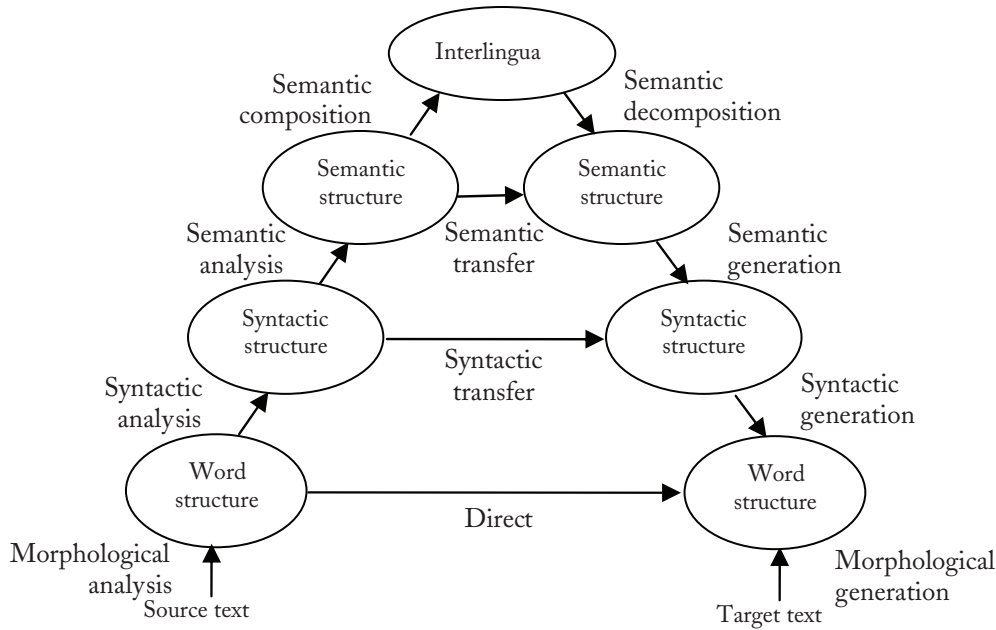 Interlingua
Semantic
composition
Semantic
decomposition
Semantic
structure
Semantic
structure
Semantic
analysis
Semantic
transfer
Semantic
generation
Syntactic
structure
Syntactic
structure
Syntactic
analysis
Syntactic
transfer
Syntactic
generation
Word
structure
Word
structure
Direct
Morphological
analysis
Morphological
generation
Source text
Target text